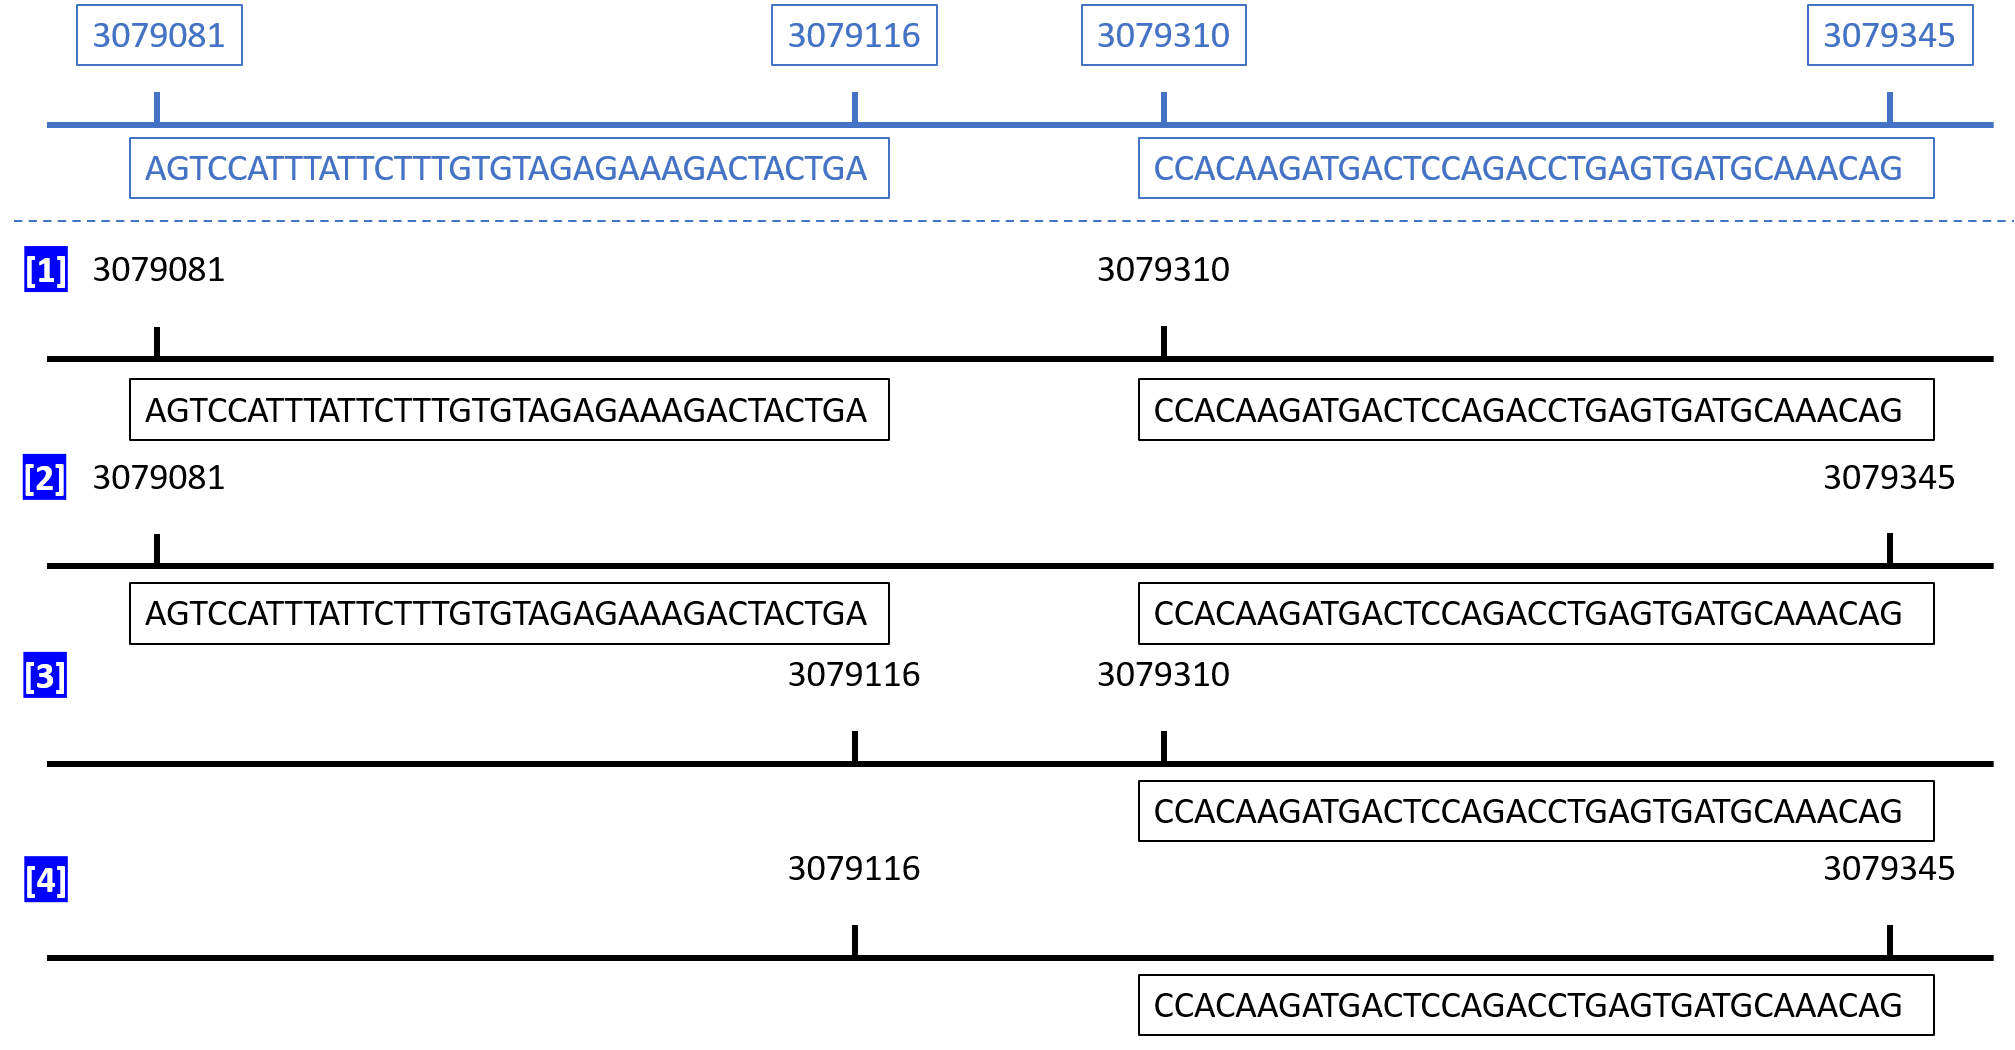 3079081 3079116 3079310 3079345
AGTCCATTTATTCTTTGTGTAGAGAAAGACTACTGA CCACAAGATGACTCCAGACCTGAGTGATGCAAACAG
[1] 3079081 3079310
AGTCCATTTATTCTTTGTGTAGAGAAAGACTACTGA CCACAAGATGACTCCAGACCTGAGTGATGCAAACAG
[2] 3079081 3079345
AGTCCATTTATTCTTTGTGTAGAGAAAGACTACTGA CCACAAGATGACTCCAGACCTGAGTGATGCAAACAG
[3] 3079116 3079310
CCACAAGATGACTCCAGACCTGAGTGATGCAAACAG
[4] 3079116 3079345
CCACAAGATGACTCCAGACCTGAGTGATGCAAACAG